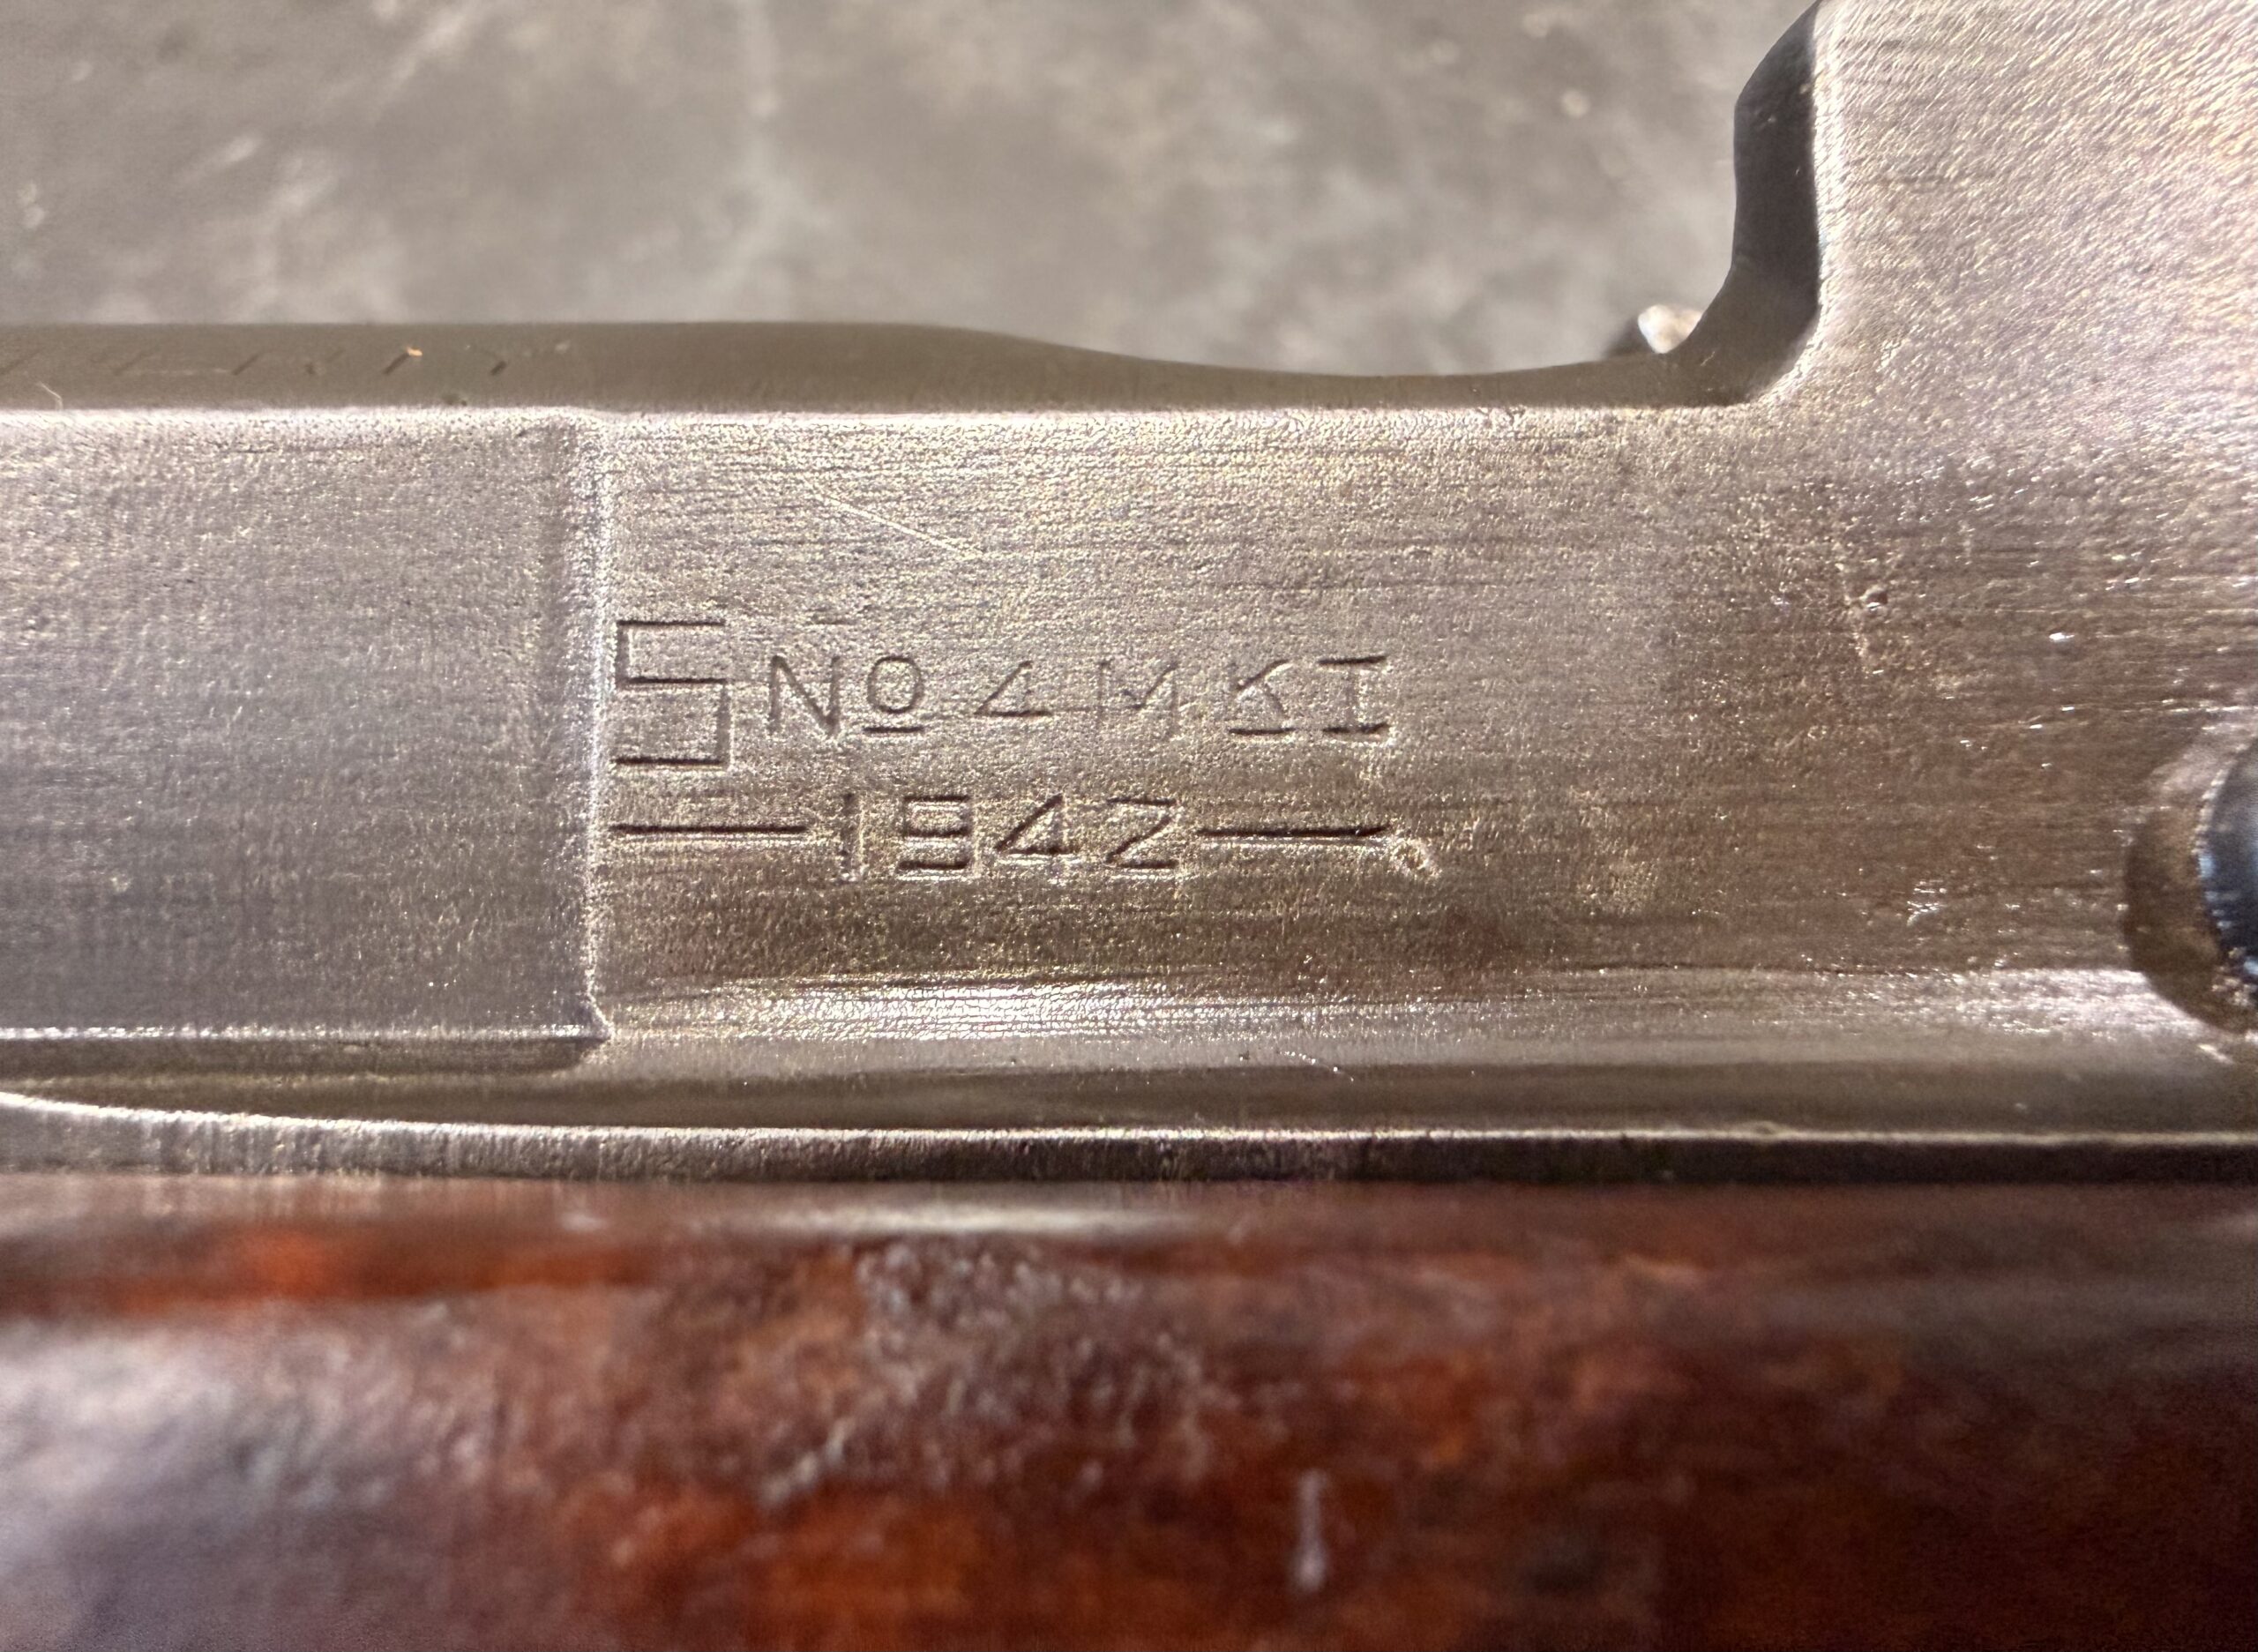 S Nº 4 MK I
— 1942 —